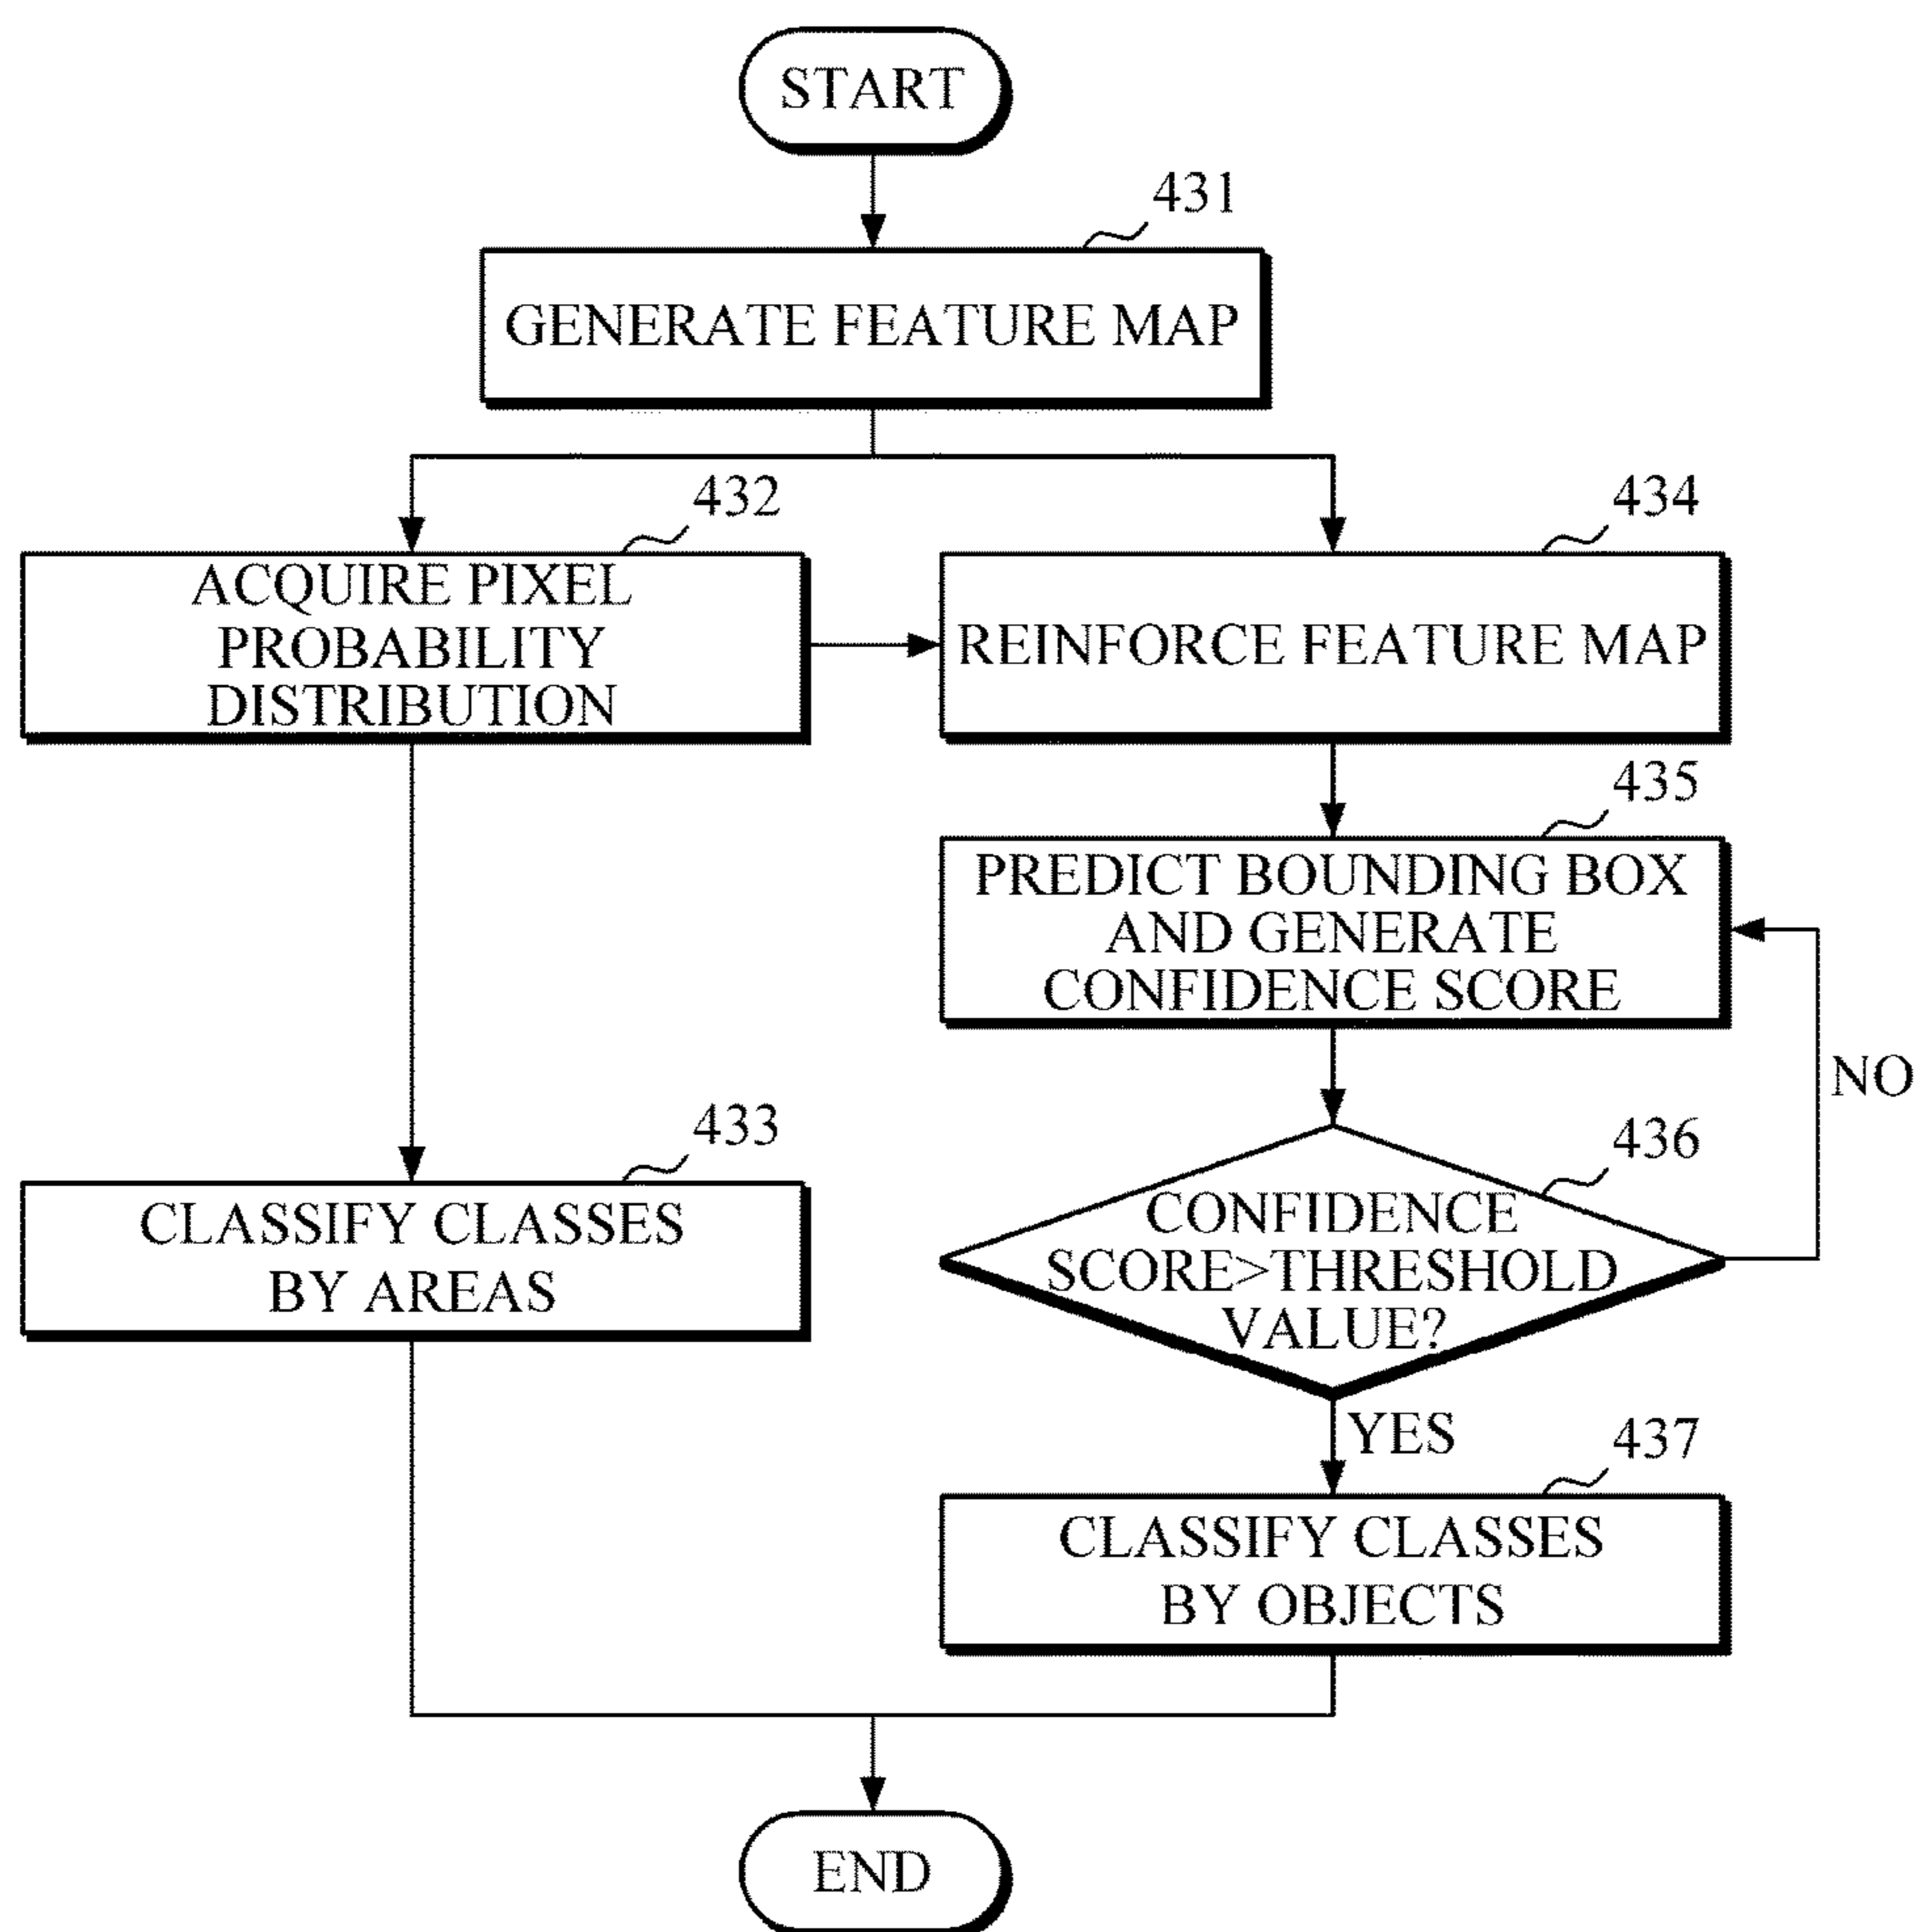 START
431
GENERATE FEATURE MAP
432
434
ACQUIRE PIXEL
PROBABILITY
DISTRIBUTION
REINFORCE FEATURE MAP
435
PREDICT BOUNDING BOX
AND GENERATE
CONFIDENCE SCORE
NO
433
436
CLASSIFY CLASSES
BY AREAS
CONFIDENCE
SCORE>THRESHOLD
VALUE?
YES
437
CLASSIFY CLASSES
BY OBJECTS
END